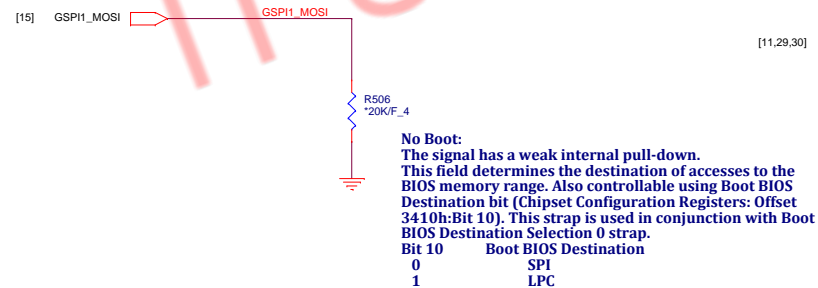 [15] GSPI1_MOSI GSPI1_MOSI
[11,29,30]
R506
*20K/F_4
No Boot:
The signal has a weak internal pull-down.
This field determines the destination of accesses to the
BIOS memory range. Also controllable using Boot BIOS
Destination bit (Chipset Configuration Registers: Offset
3410h:Bit 10). This strap is used in conjunction with Boot
BIOS Destination Selection 0 strap.
Bit 10 Boot BIOS Destination
0 SPI
1 LPC